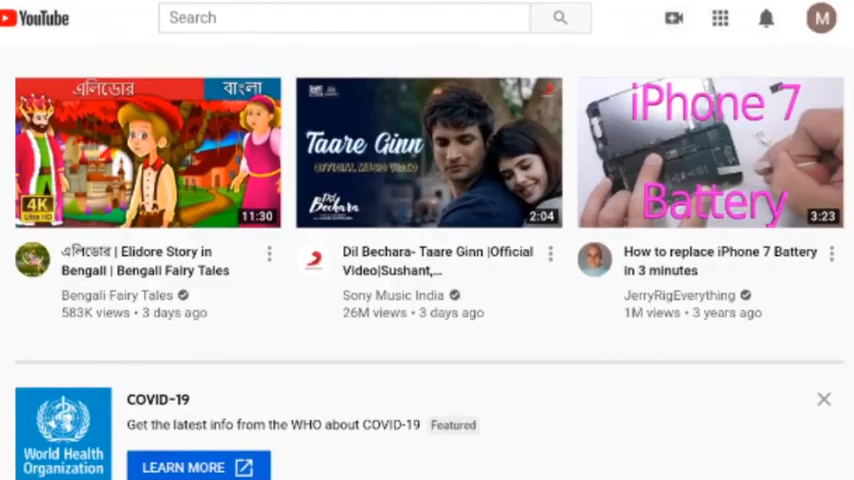 YouTube
Search
M
এলিডোর
বাংলা
4K
Ultra HD
11:30
Taare Ginn
OFFICIAL MUSIC VIDEO
Dil
Bechara
2:04
iPhone 7
Battery
3:23
এলিডোর | Elidore Story in
Bengali | Bengali Fairy Tales
Bengali Fairy Tales
583K views • 3 days ago
Dil Bechara- Taare Ginn |Official
Video|Sushant,...
Sony Music India
26M views • 3 days ago
How to replace iPhone 7 Battery
in 3 minutes
JerryRigEverything
1M views • 3 years ago
COVID-19
Get the latest info from the WHO about COVID-19 Featured
World Health
Organization
LEARN MORE